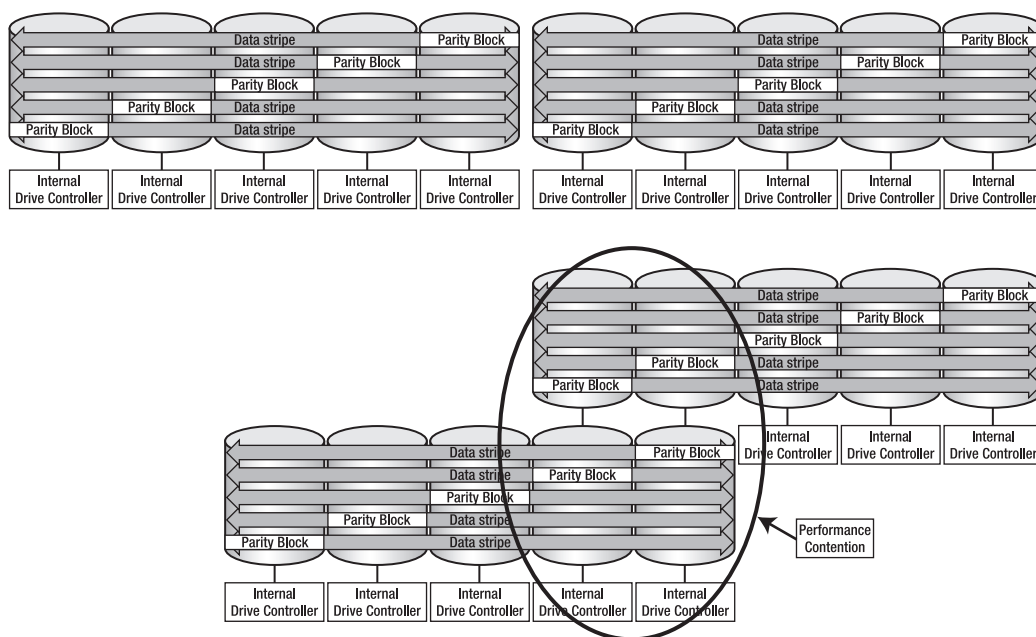 Parity Block
Data stripe
Parity Block
Data stripe
Parity Block
Parity Block
Data stripe
Parity Block
Data stripe
Internal
Drive Controller
Internal
Drive Controller
Internal
Drive Controller
Internal
Drive Controller
Internal
Drive Controller
Parity Block
Data stripe
Parity Block
Data stripe
Parity Block
Parity Block
Data stripe
Parity Block
Data stripe
Internal
Drive Controller
Internal
Drive Controller
Internal
Drive Controller
Internal
Drive Controller
Internal
Drive Controller
Data stripe
Parity Block
Data stripe
Parity Block
Parity Block
Parity Block
Data stripe
Parity Block
Data stripe
Internal
Drive Controller
Internal
Drive Controller
Internal
Drive Controller
Data stripe
Parity Block
Data stripe
Parity Block
Parity Block
Parity Block
Data stripe
Parity Block
Data stripe
Internal
Drive Controller
Internal
Drive Controller
Internal
Drive Controller
Internal
Drive Controller
Internal
Drive Controller
Performance
Contention